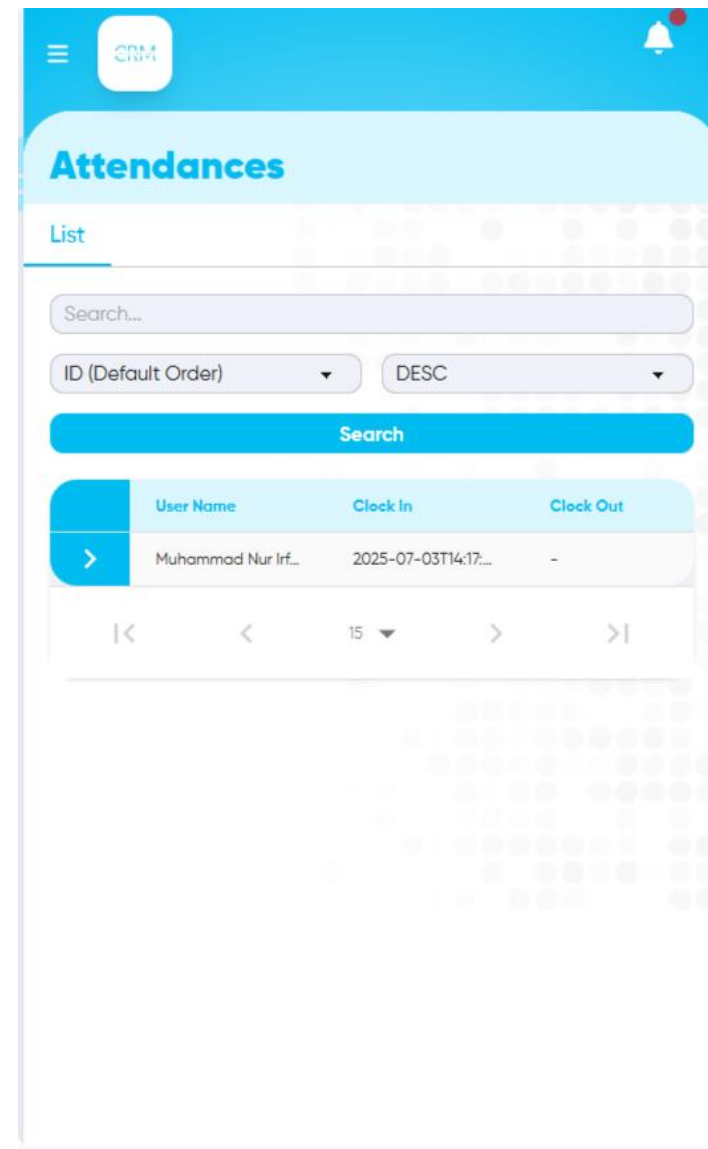 CRM
Attendances
List
Search...
ID (Default Order) DESC
Search
User Name Clock In Clock Out
Muhammad Nur Irf... 2025-07-03T14:17:... -
15